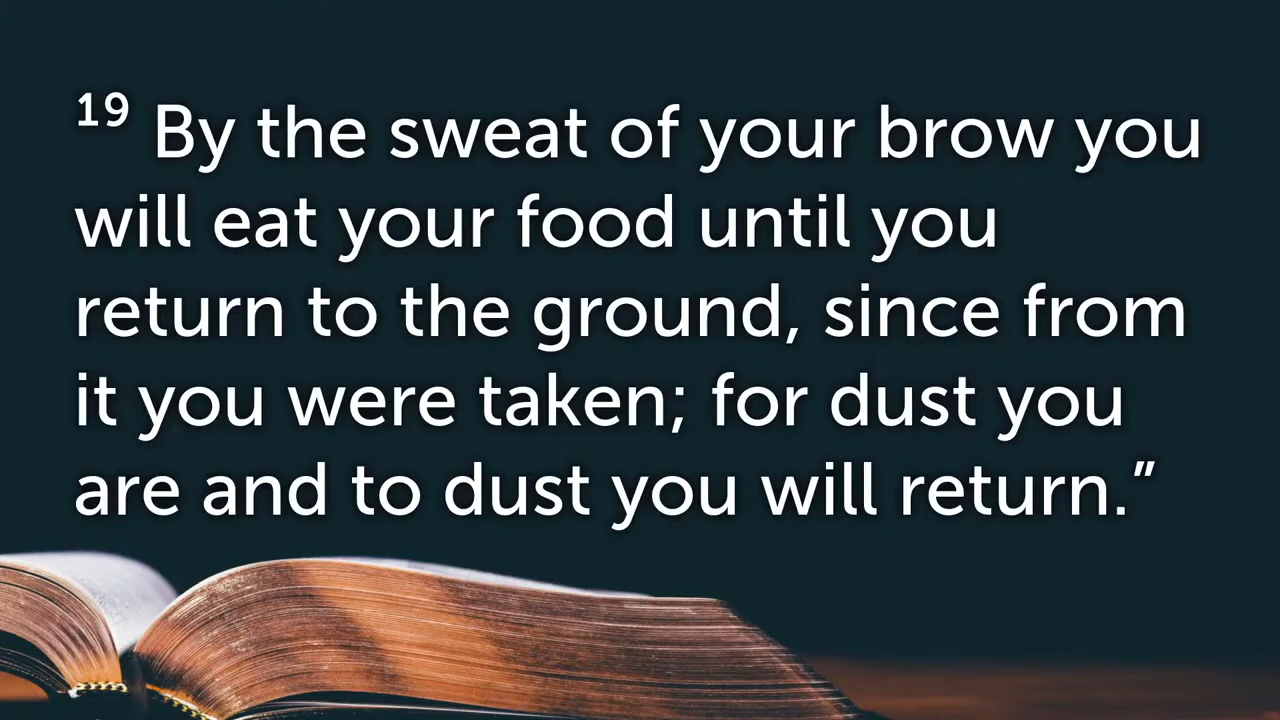 19 By the sweat of your brow you
will eat your food until you
return to the ground, since from
it you were taken; for dust you
are and to dust you will return.”